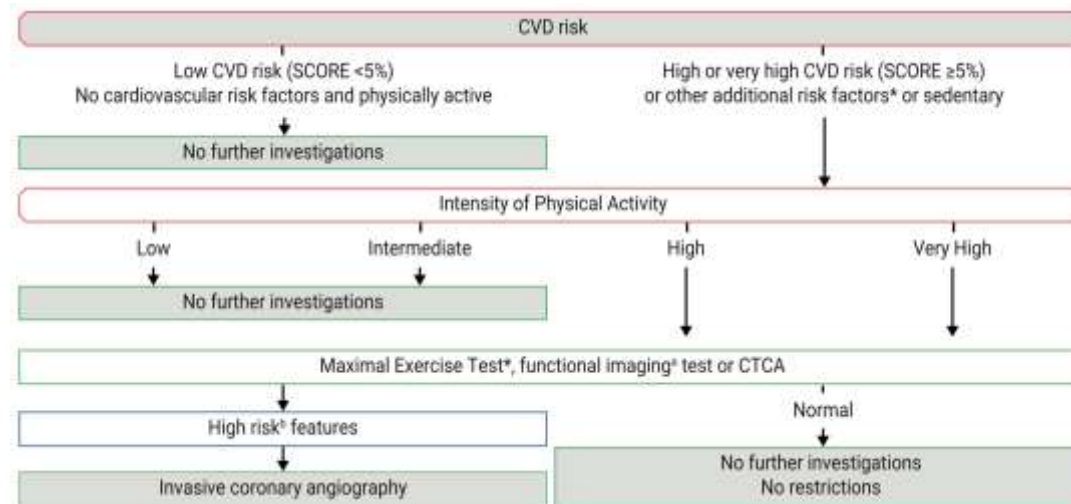 CVD risk
Low CVD risk (SCORE <5%)
No cardiovascular risk factors and physically active
High or very high CVD risk (SCORE ≥5%)
or other additional risk factors* or sedentary
No further investigations
Intensity of Physical Activity
Low
Intermediate
High
Very High
No further investigations
Maximal Exercise Test*, functional imagingᵃ test or CTCA
High riskᵇ features
Normal
Invasive coronary angiography
No further investigations
No restrictions